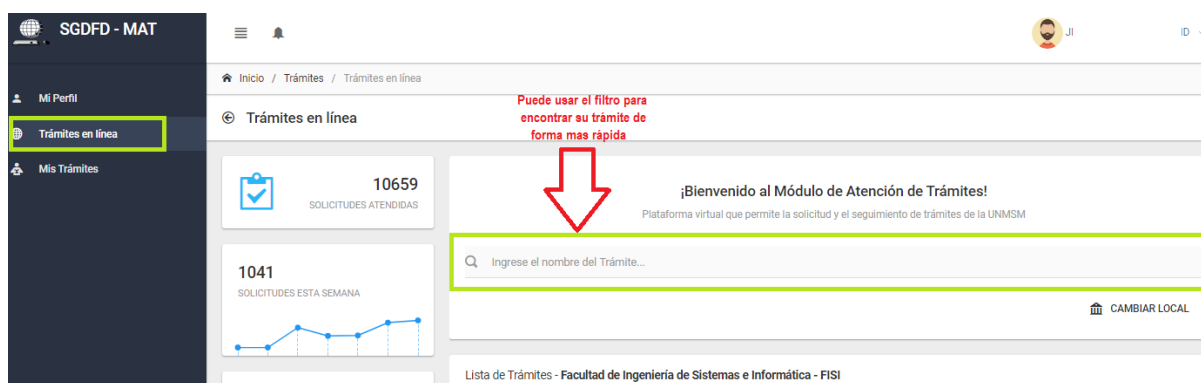 SGDFD - MAT
JI
ID
Mi Perfil
Trámites en línea
Mis Trámites
Inicio / Trámites / Trámites en línea
Trámites en línea
Puede usar el filtro para
encontrar su trámite de
forma mas rápida
10659
SOLICITUDES ATENDIDAS
1041
SOLICITUDES ESTA SEMANA
¡Bienvenido al Módulo de Atención de Trámites!
Plataforma virtual que permite la solicitud y el seguimiento de trámites de la UNMSM
Ingrese el nombre del Trámite...
CAMBIAR LOCAL
Lista de Trámites - Facultad de Ingeniería de Sistemas e Informática - FISI